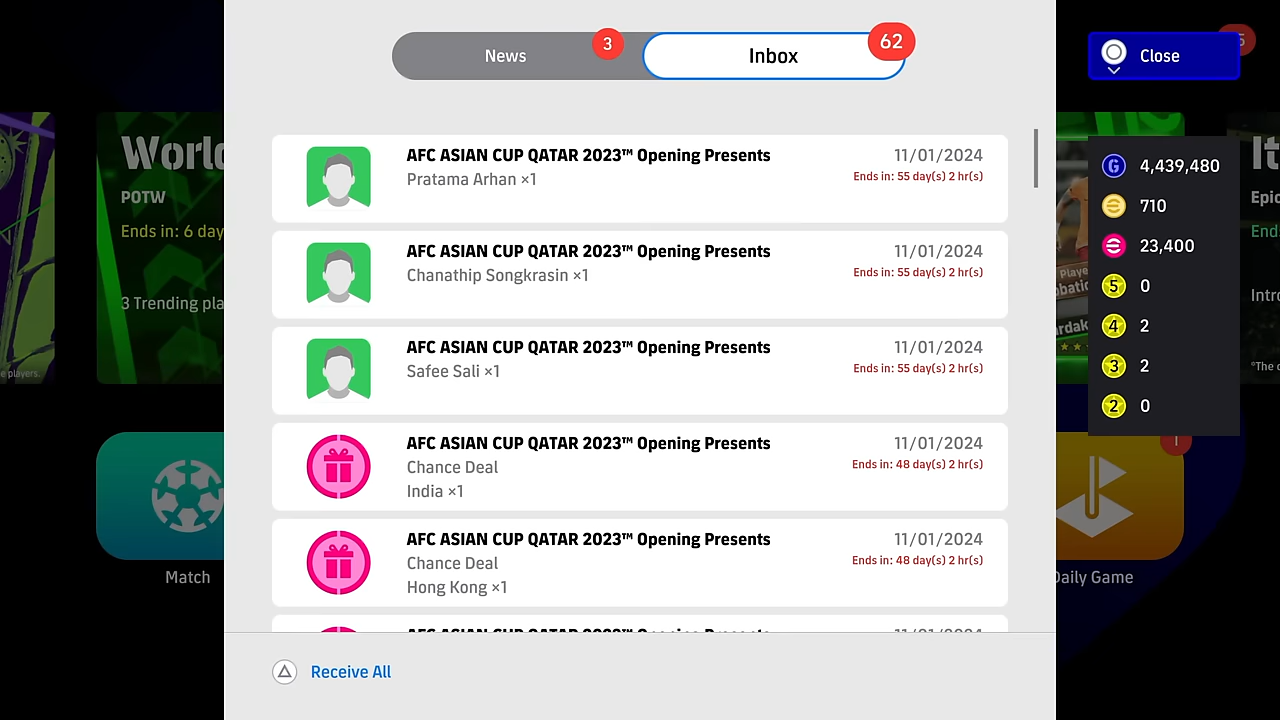 News
3
Inbox
62
Close
AFC ASIAN CUP QATAR 2023™ Opening Presents
11/01/2024
Pratama Arhan ×1
Ends in: 55 day(s) 2 hr(s)
AFC ASIAN CUP QATAR 2023™ Opening Presents
11/01/2024
Chanathip Songkrasin ×1
Ends in: 55 day(s) 2 hr(s)
AFC ASIAN CUP QATAR 2023™ Opening Presents
11/01/2024
Safee Sali ×1
Ends in: 55 day(s) 2 hr(s)
AFC ASIAN CUP QATAR 2023™ Opening Presents
11/01/2024
Chance Deal
Ends in: 48 day(s) 2 hr(s)
India ×1
AFC ASIAN CUP QATAR 2023™ Opening Presents
11/01/2024
Chance Deal
Ends in: 48 day(s) 2 hr(s)
Hong Kong ×1
Receive All
G 4,439,480
710
23,400
5 0
4 2
3 2
2 0
POTW
Ends in: 6 day
3 Trending pla
e players.
Match
Daily Game
Epic
Intro